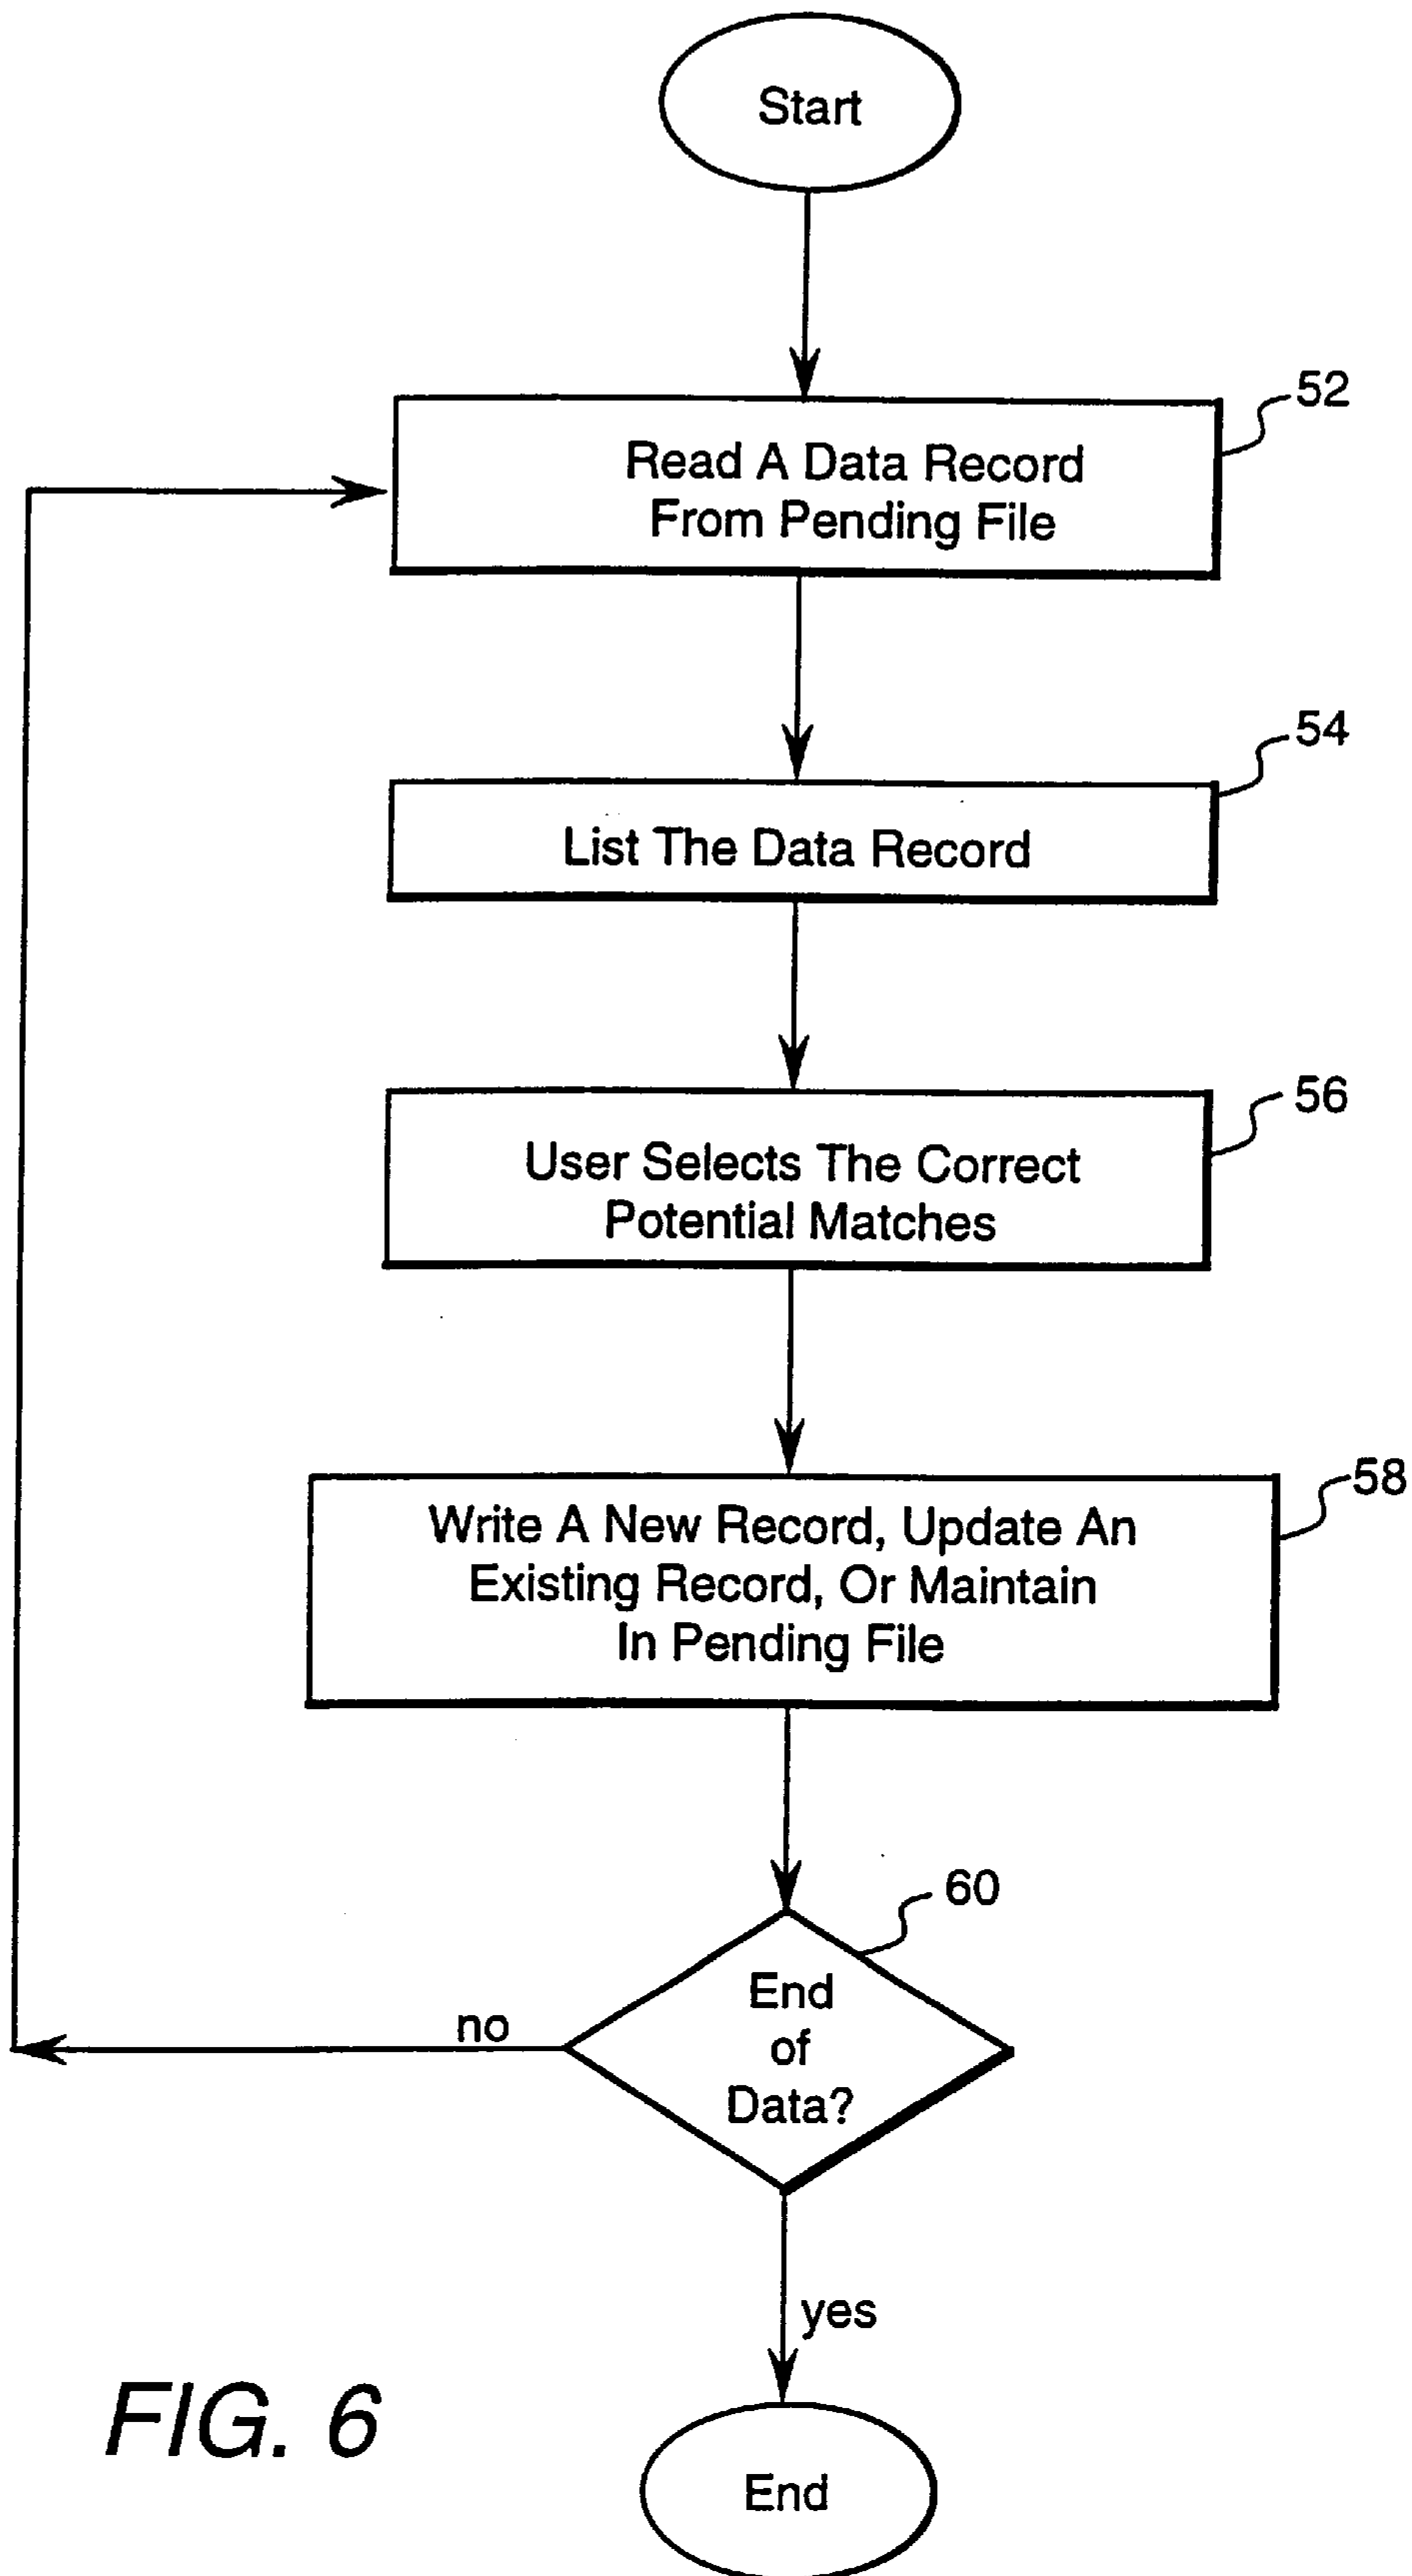 Start
52
Read A Data Record
From Pending File
54
List The Data Record
56
User Selects The Correct
Potential Matches
58
Write A New Record, Update An
Existing Record, Or Maintain
In Pending File
60
End
of
Data?
no
yes
FIG. 6
End